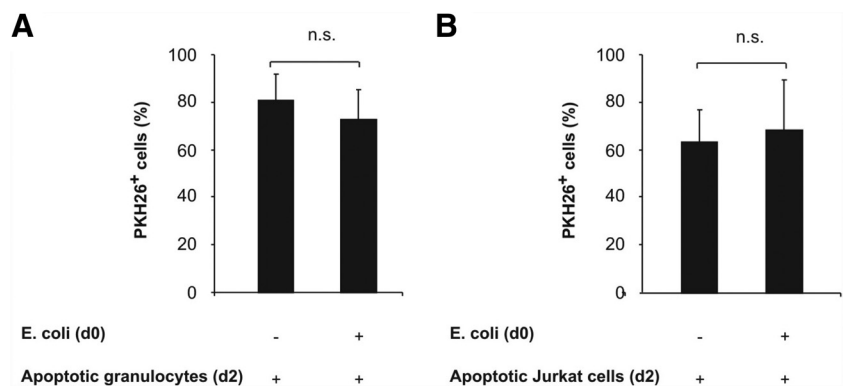 A
n.s.
100
80
60
40
20
0
PKH26+ cells (%)
E. coli (d0) - +
Apoptotic granulocytes (d2) + +
B
n.s.
100
80
60
40
20
0
PKH26+ cells (%)
E. coli (d0) - +
Apoptotic Jurkat cells (d2) + +